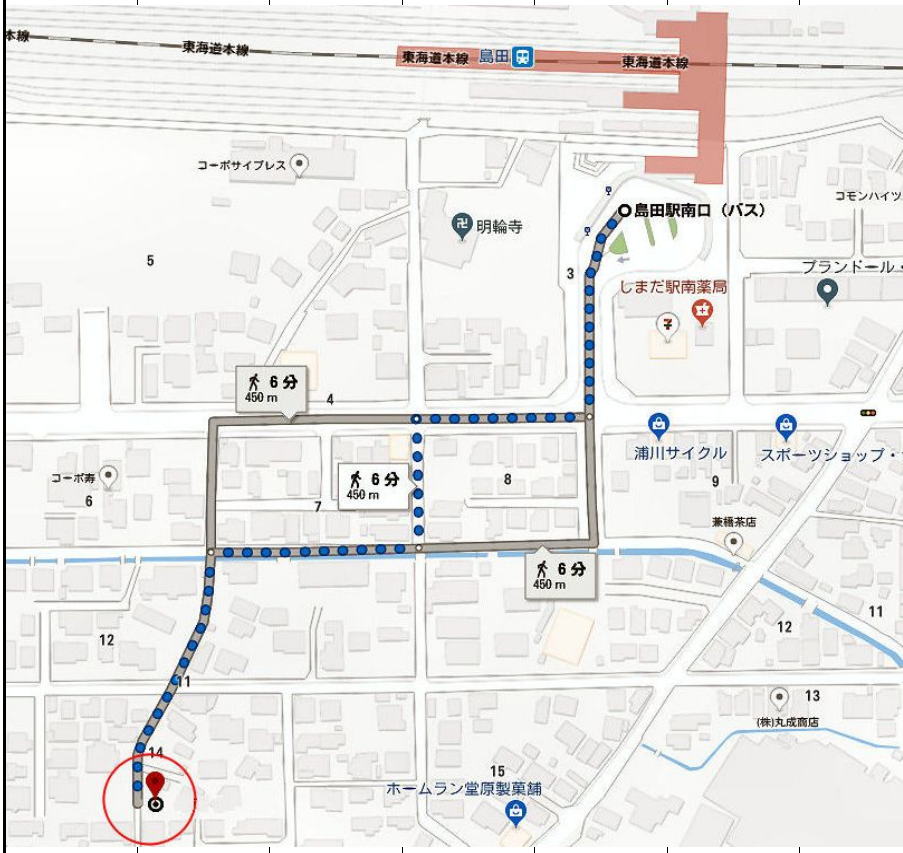 本線
東海道本線
東海道本線
島田
東海道本線
コーポサイプレス
明輪寺
島田駅南口(バス)
コモンハイツ
5
3
しまだ駅南薬局
ブランドール・
6 分
450 m
4
浦川サイクル
スポーツショップ・
コーポ寿
6
6 分
450 m
7
8
9
兼福茶店
6 分
450 m
12
11
11
12
13
(株)丸成商店
14
15
ホームラン堂原製菓舗